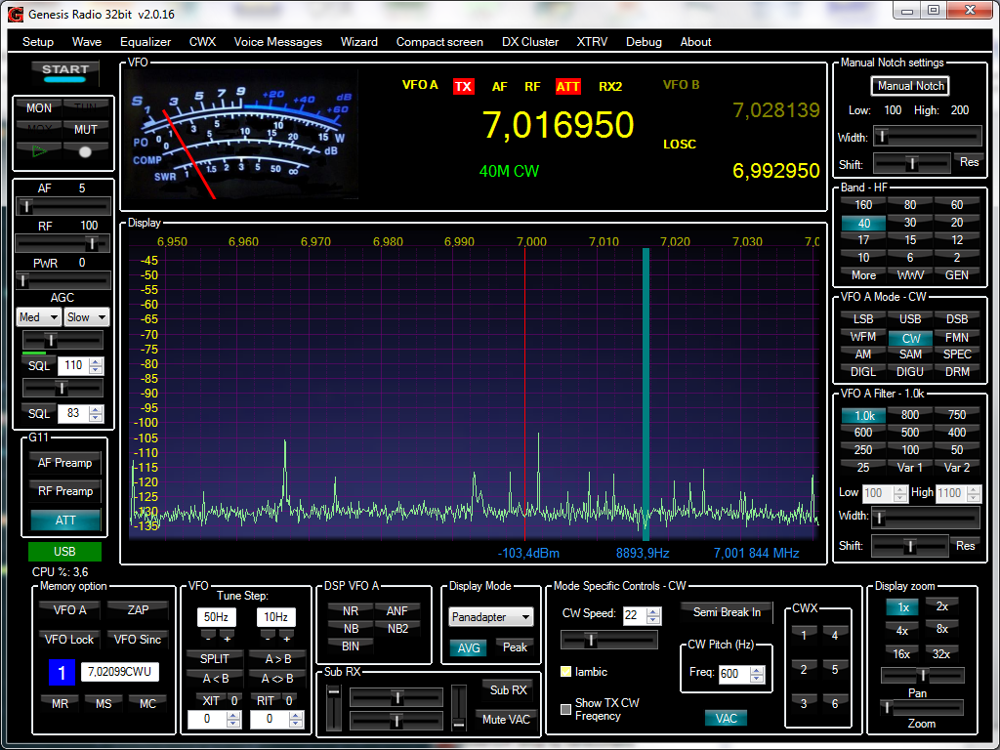 Genesis Radio 32bit v2.0.16
Setup Wave Equalizer CWX Voice Messages Wizard Compact screen DX Cluster XTRV Debug About
START
MON TUN
MOX MUT
AF 5
RF 100
PWR 0
AGC
Med Slow
SQL 110
SQL 83
G11
AF Preamp
RF Preamp
ATT
USB
CPU %: 3,6
VFO
S 1 3 5 7 9 +20 +40 +60 dB
PO 0 1 3 5 10 15 W
COMP 0 10 15 20 dB
SWR 1 1.5 2 3 5 50 ∞
VFO A TX AF RF ATT RX2 VFO B
7,016950
7,028139
LOSC
40M CW
6,992950
Display
6,950 6,960 6,970 6,980 6,990 7,000 7,010 7,020 7,030 7,0
-45
-50
-55
-60
-65
-70
-75
-80
-85
-90
-95
-100
-105
-110
-115
-120
-125
-130
-135
-103,4dBm 8893,9Hz 7,001 844 MHz
Manual Notch settings
Manual Notch
Low: 100 High: 200
Width:
Shift: Res
Band - HF
160 80 60
40 30 20
17 15 12
10 6 2
More WWV GEN
VFO A Mode - CW
LSB USB DSB
WFM CW FMN
AM SAM SPEC
DIGL DIGU DRM
VFO A Filter - 1.0k
1.0k 800 750
600 500 400
250 100 50
25 Var 1 Var 2
Low 100 High 1100
Width:
Shift: Res
Memory option
VFO A ZAP
VFO Lock VFO Sinc
1 7,02099CWU
MR MS MC
VFO
Tune Step:
50Hz 10Hz
- + - +
SPLIT A > B
A < B A <> B
XIT 0 RIT 0
0 0
DSP VFO A
NR ANF
NB NB2
BIN
Display Mode
Panadapter
AVG Peak
Sub RX
Sub RX
Mute VAC
Mode Specific Controls - CW
CW Speed: 22
Semi Break In
CW Pitch (Hz)
Freq: 600
Iambic
Show TX CW
Freqency
VAC
CWX
1 4
2 5
3 6
Display zoom
1x 2x
4x 8x
16x 32x
Pan
Zoom